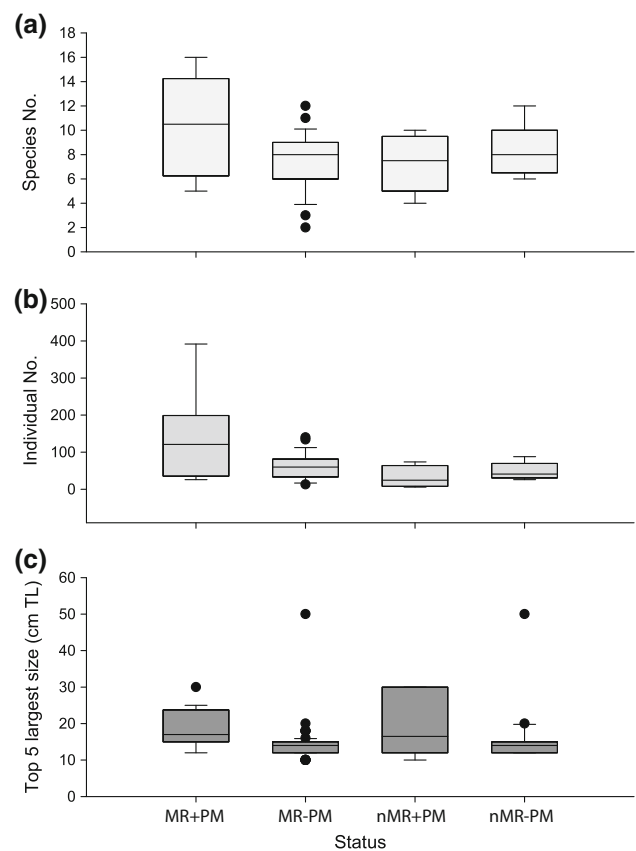 (a)
Species No.
18
16
14
12
10
8
6
4
2
0
(b)
Individual No.
500
400
300
200
100
0
(c)
Top 5 largest size (cm TL)
60
50
40
30
20
10
0
MR+PM MR-PM nMR+PM nMR-PM
Status